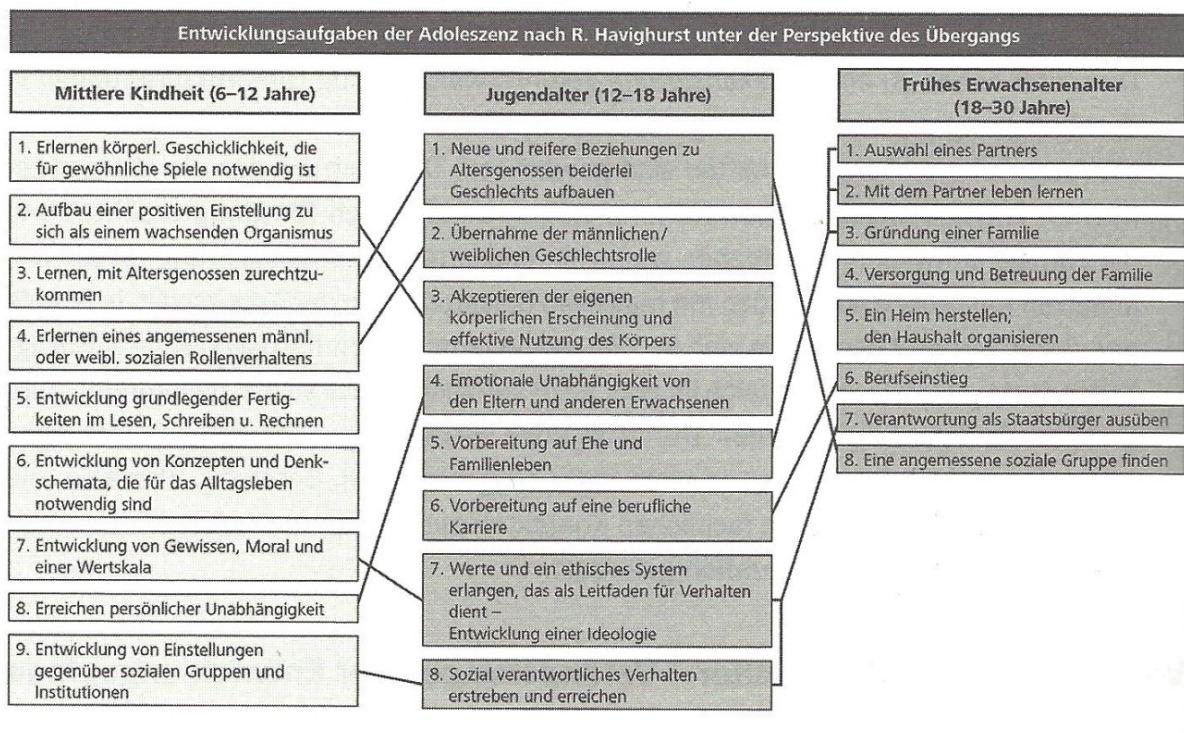 Entwicklungsaufgaben der Adoleszenz nach R. Havighurst unter der Perspektive des Übergangs
Mittlere Kindheit (6–12 Jahre)
1. Erlernen körperl. Geschicklichkeit, die
für gewöhnliche Spiele notwendig ist
2. Aufbau einer positiven Einstellung zu
sich als einem wachsenden Organismus
3. Lernen, mit Altersgenossen zurechtzu-
kommen
4. Erlernen eines angemessenen männl.
oder weibl. sozialen Rollenverhaltens
5. Entwicklung grundlegender Fertig-
keiten im Lesen, Schreiben u. Rechnen
6. Entwicklung von Konzepten und Denk-
schemata, die für das Alltagsleben
notwendig sind
7. Entwicklung von Gewissen, Moral und
einer Wertskala
8. Erreichen persönlicher Unabhängigkeit
9. Entwicklung von Einstellungen
gegenüber sozialen Gruppen und
Institutionen
Jugendalter (12–18 Jahre)
1. Neue und reifere Beziehungen zu
Altersgenossen beiderlei
Geschlechts aufbauen
2. Übernahme der männlichen/
weiblichen Geschlechtsrolle
3. Akzeptieren der eigenen
körperlichen Erscheinung und
effektive Nutzung des Körpers
4. Emotionale Unabhängigkeit von
den Eltern und anderen Erwachsenen
5. Vorbereitung auf Ehe und
Familienleben
6. Vorbereitung auf eine berufliche
Karriere
7. Werte und ein ethisches System
erlangen, das als Leitfaden für Verhalten
dient –
Entwicklung einer Ideologie
8. Sozial verantwortliches Verhalten
erstreben und erreichen
Frühes Erwachsenenalter
(18–30 Jahre)
1. Auswahl eines Partners
2. Mit dem Partner leben lernen
3. Gründung einer Familie
4. Versorgung und Betreuung der Familie
5. Ein Heim herstellen;
den Haushalt organisieren
6. Berufseinstieg
7. Verantwortung als Staatsbürger ausüben
8. Eine angemessene soziale Gruppe finden